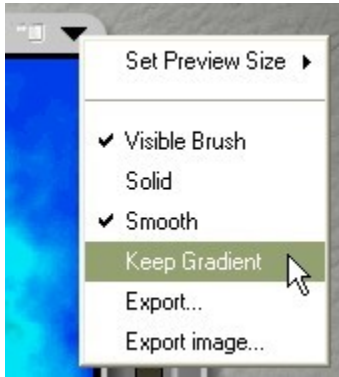 Set Preview Size
Visible Brush
Solid
Smooth
Keep Gradient
Export...
Export image...